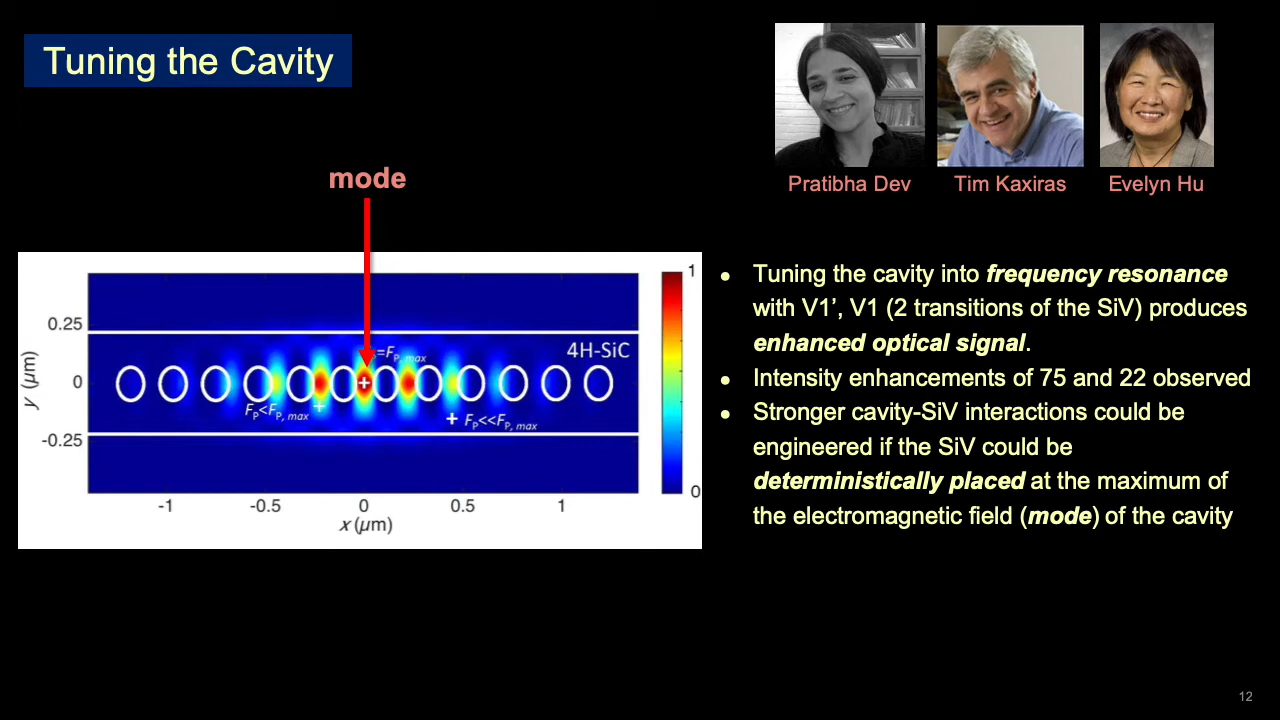 Tuning the Cavity
Pratibha Dev
Tim Kaxiras
Evelyn Hu
mode
1
0.25
0
-0.25
y (µm)
4H-SiC
=F_P, max
F_P<F_P, max
+ F_P<<F_P, max
-1
-0.5
0
0.5
1
x (µm)
0
● Tuning the cavity into frequency resonance
with V1’, V1 (2 transitions of the SiV) produces
enhanced optical signal.
● Intensity enhancements of 75 and 22 observed
● Stronger cavity-SiV interactions could be
engineered if the SiV could be
deterministically placed at the maximum of
the electromagnetic field (mode) of the cavity
12